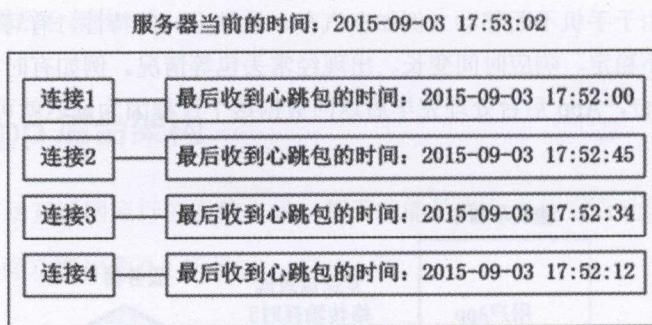 服务器当前的时间：2015-09-03 17:53:02
连接1 最后收到心跳包的时间：2015-09-03 17:52:00
连接2 最后收到心跳包的时间：2015-09-03 17:52:45
连接3 最后收到心跳包的时间：2015-09-03 17:52:34
连接4 最后收到心跳包的时间：2015-09-03 17:52:12